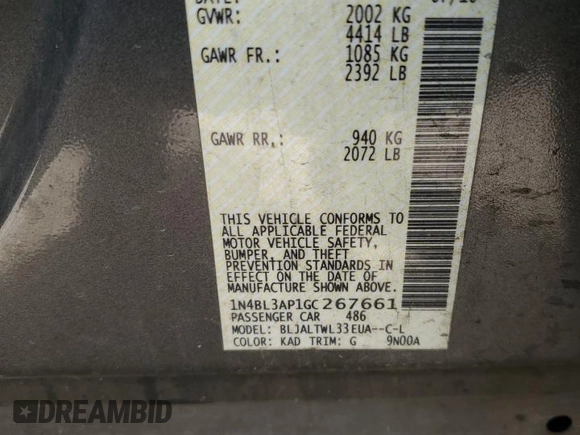 GVWR: 2002 KG
4414 LB
GAWR FR.: 1085 KG
2392 LB
GAWR RR.: 940 KG
2072 LB
THIS VEHICLE CONFORMS TO
ALL APPLICABLE FEDERAL
MOTOR VEHICLE SAFETY,
BUMPER, AND THEFT
PREVENTION STANDARDS IN
EFFECT ON THE DATE OF
MANUFACTURE SHOWN ABOVE.
1N4BL3AP1GC267661
PASSENGER CAR 486
MODEL: BLJALTWL33EUA--C-L
COLOR: KAD TRIM: G 9N00A
DREAMBID